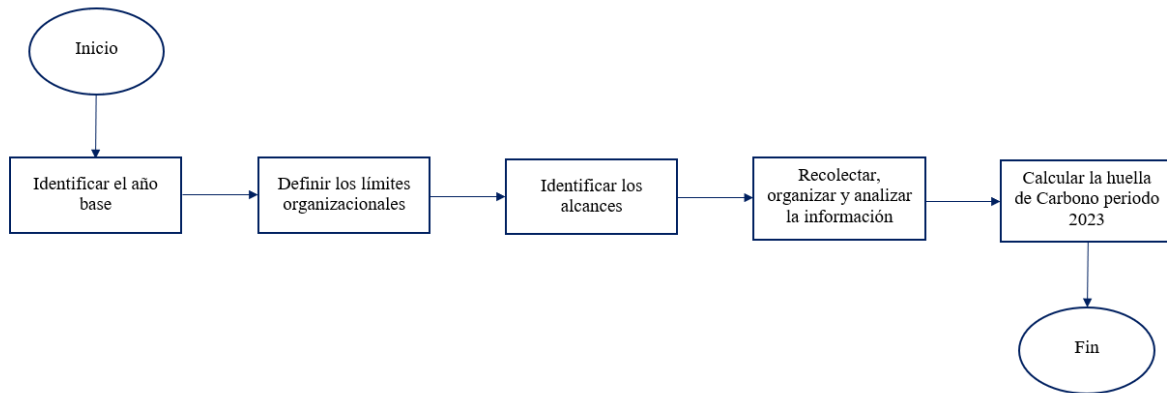 Inicio
Identificar el año
base
Definir los límites
organizacionales
Identificar los
alcances
Recolectar,
organizar y analizar
la información
Calcular la huella
de Carbono periodo
2023
Fin